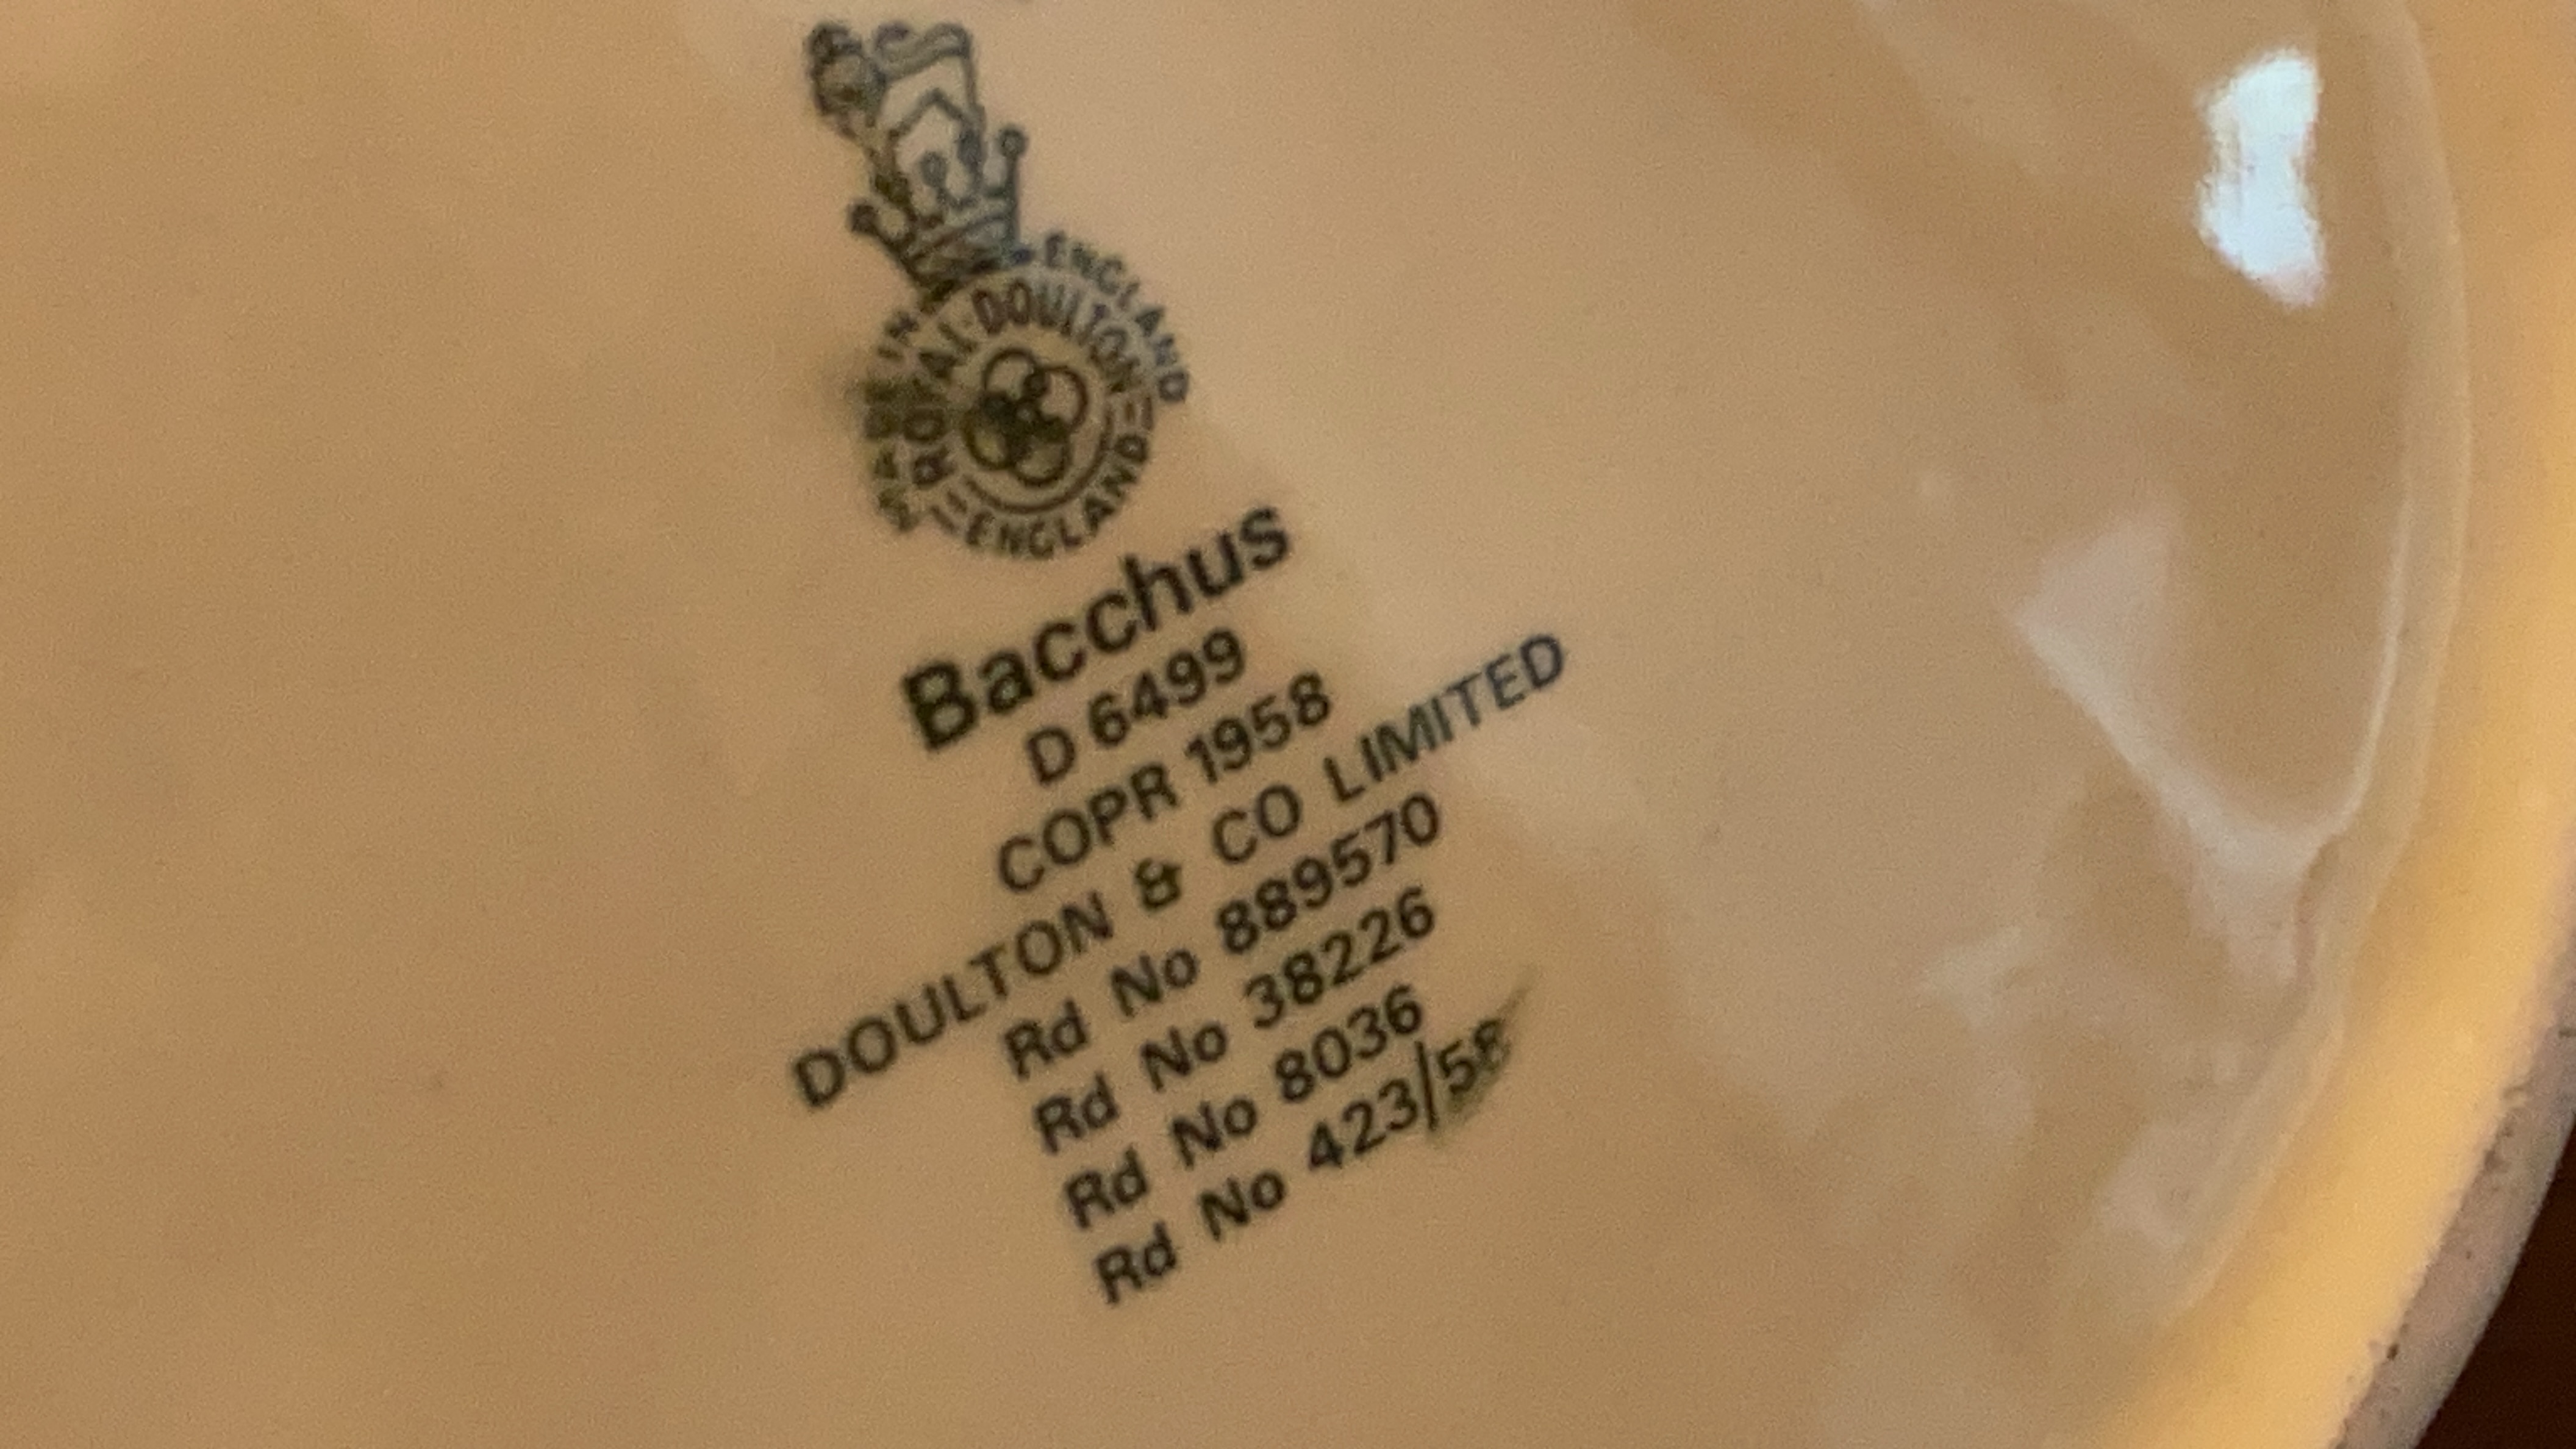 MADE IN ENGLAND
ROYAL·DOULTON
ENGLAND
Bacchus
D 6499
COPR 1958
DOULTON & CO LIMITED
Rd No 889570
Rd No 38226
Rd No 8036
Rd No 423/58